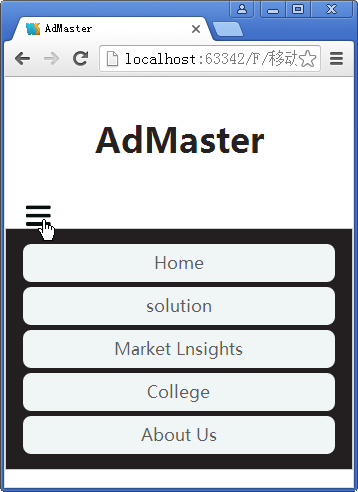 AdMaster
localhost:63342/F/移动
AdMaster
Home
solution
Market Lnsights
College
About Us